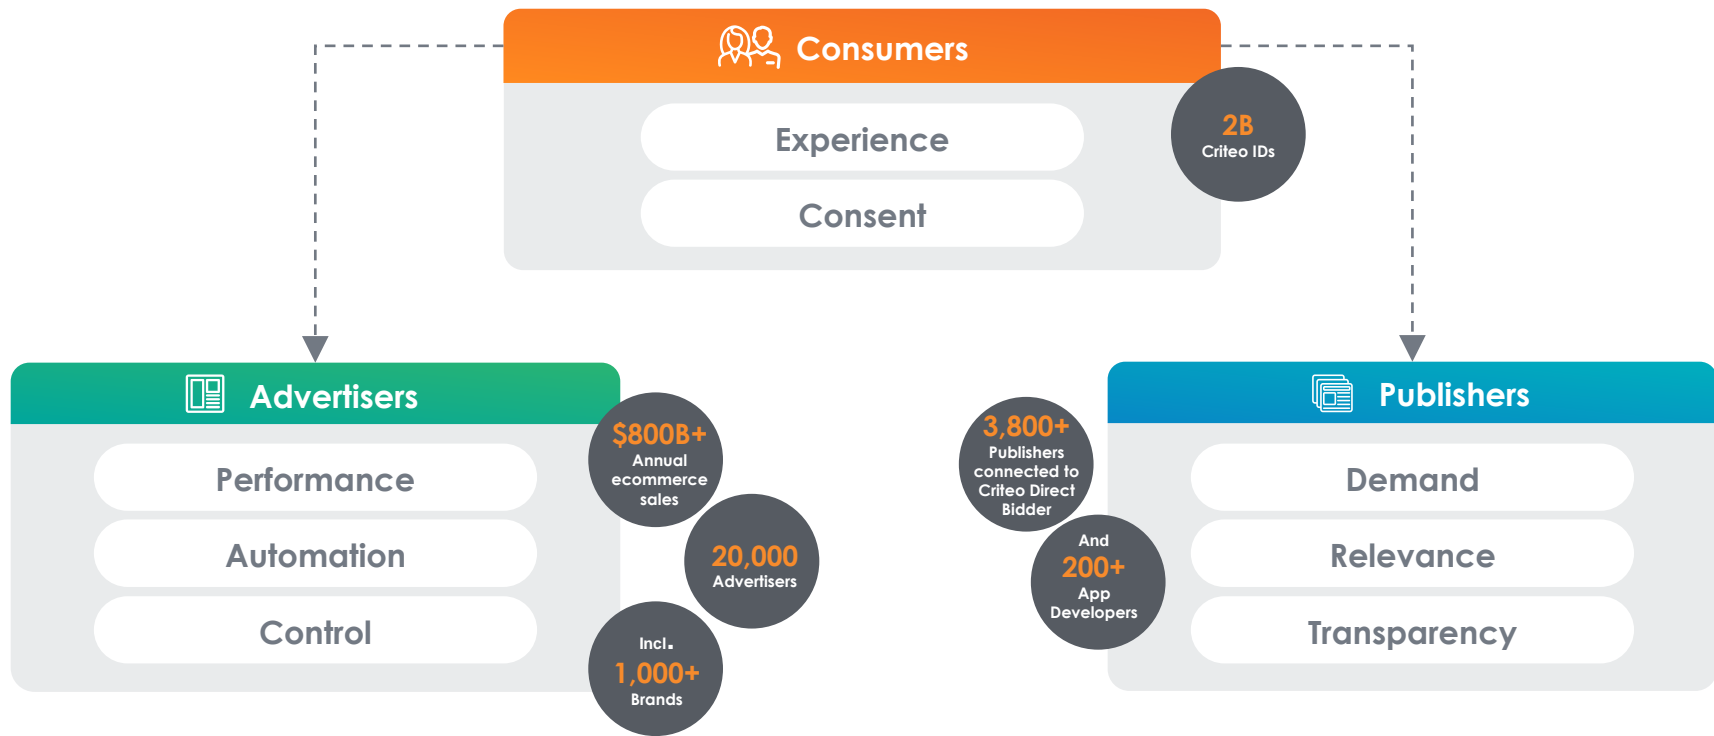 Consumers
Experience
Consent
2B
Criteo IDs
Advertisers
Performance
Automation
Control
$800B+
Annual
ecommerce
sales
20,000
Advertisers
Incl.
1,000+
Brands
3,800+
Publishers
connected to
Criteo Direct
Bidder
And
200+
App
Developers
Publishers
Demand
Relevance
Transparency